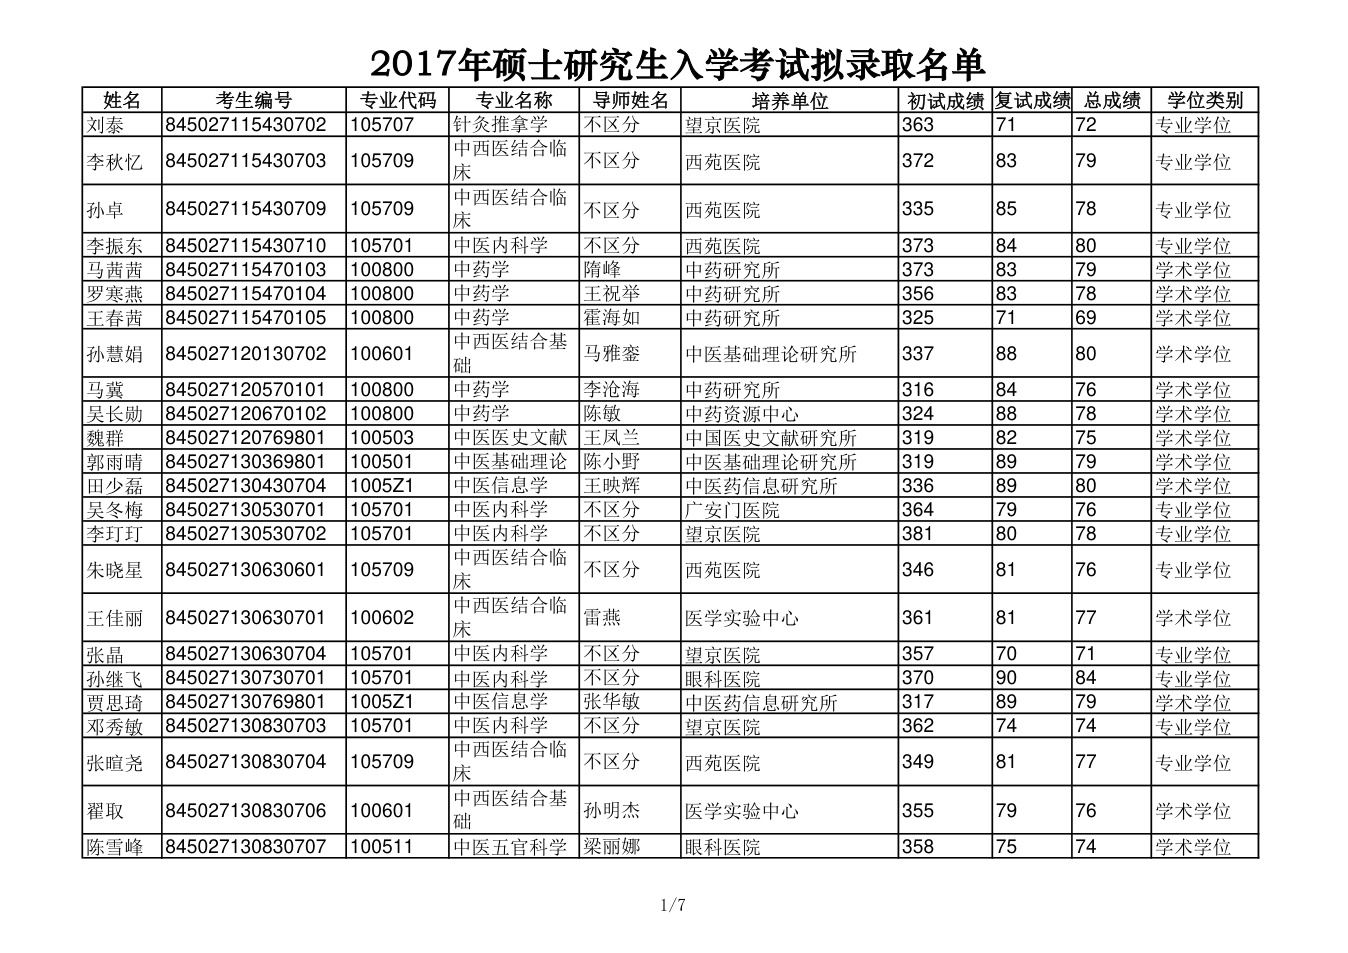 2017年硕士研究生入学考试拟录取名单
姓名 考生编号 专业代码 专业名称 导师姓名 培养单位 初试成绩 复试成绩 总成绩 学位类别
刘泰 845027115430702 105707 针灸推拿学 不区分 望京医院 363 71 72 专业学位
李秋忆 845027115430703 105709 中西医结合临床 不区分 西苑医院 372 83 79 专业学位
孙卓 845027115430709 105709 中西医结合临床 不区分 西苑医院 335 85 78 专业学位
李振东 845027115430710 105701 中医内科学 不区分 西苑医院 373 84 80 专业学位
马茜茜 845027115470103 100800 中药学 隋峰 中药研究所 373 83 79 学术学位
罗寒燕 845027115470104 100800 中药学 王祝举 中药研究所 356 83 78 学术学位
王春茜 845027115470105 100800 中药学 霍海如 中药研究所 325 71 69 学术学位
孙慧娟 845027120130702 100601 中西医结合基础 马雅銮 中医基础理论研究所 337 88 80 学术学位
马冀 845027120570101 100800 中药学 李沧海 中药研究所 316 84 76 学术学位
吴长勋 845027120670102 100800 中药学 陈敏 中药资源中心 324 88 78 学术学位
魏群 845027120769801 100503 中医医史文献 王凤兰 中国医史文献研究所 319 82 75 学术学位
郭雨晴 845027130369801 100501 中医基础理论 陈小野 中医基础理论研究所 319 89 79 学术学位
田少磊 845027130430704 1005Z1 中医信息学 王映辉 中医药信息研究所 336 89 80 学术学位
吴冬梅 845027130530701 105701 中医内科学 不区分 广安门医院 364 79 76 专业学位
李玎玎 845027130530702 105701 中医内科学 不区分 望京医院 381 80 78 专业学位
朱晓星 845027130630601 105709 中西医结合临床 不区分 西苑医院 346 81 76 专业学位
王佳丽 845027130630701 100602 中西医结合临床 雷燕 医学实验中心 361 81 77 学术学位
张晶 845027130630704 105701 中医内科学 不区分 望京医院 357 70 71 专业学位
孙继飞 845027130730701 105701 中医内科学 不区分 眼科医院 370 90 84 专业学位
贾思琦 845027130769801 1005Z1 中医信息学 张华敏 中医药信息研究所 317 89 79 学术学位
邓秀敏 845027130830703 105701 中医内科学 不区分 望京医院 362 74 74 专业学位
张暄尧 845027130830704 105709 中西医结合临床 不区分 西苑医院 349 81 77 专业学位
翟取 845027130830706 100601 中西医结合基础 孙明杰 医学实验中心 355 79 76 学术学位
陈雪峰 845027130830707 100511 中医五官科学 梁丽娜 眼科医院 358 75 74 学术学位
1/7